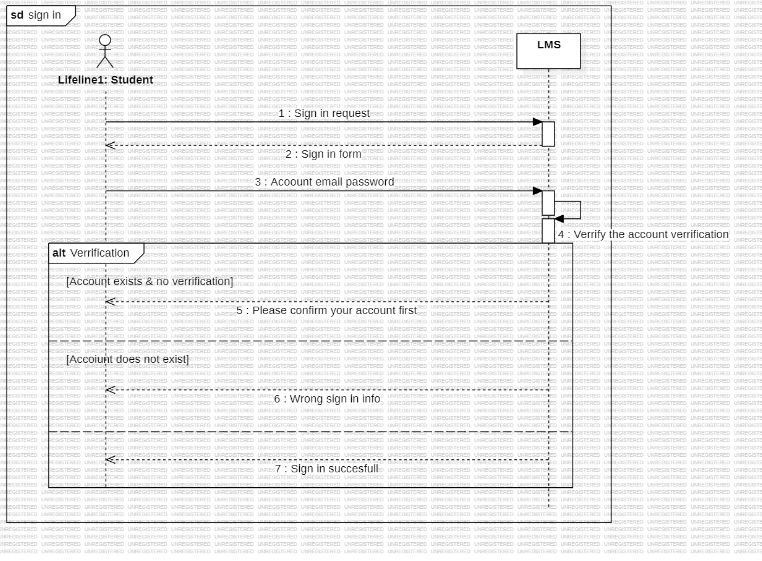 sd sign in
Lifeline1: Student
LMS
1 : Sign in request
2 : Sign in form
3 : Acoount email password
4 : Verrify the account verrification
alt Verrification
[Account exists & no verrification]
5 : Please confirm your account first
[Accoiunt does not exist]
6 : Wrong sign in info
7 : Sign in succesfull
UNREGISTERED